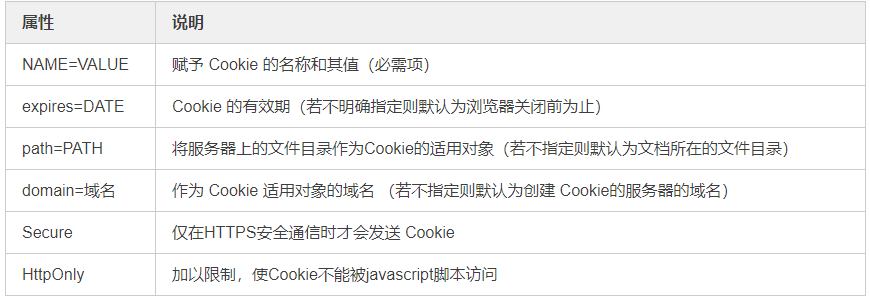 属性 说明
NAME=VALUE 赋予 Cookie 的名称和其值（必需项）
expires=DATE Cookie 的有效期（若不明确指定则默认为浏览器关闭前为止）
path=PATH 将服务器上的文件目录作为Cookie的适用对象（若不指定则默认为文档所在的文件目录）
domain=域名 作为 Cookie 适用对象的域名 （若不指定则默认为创建 Cookie的服务器的域名）
Secure 仅在HTTPS安全通信时才会发送 Cookie
HttpOnly 加以限制，使Cookie不能被javascript脚本访问